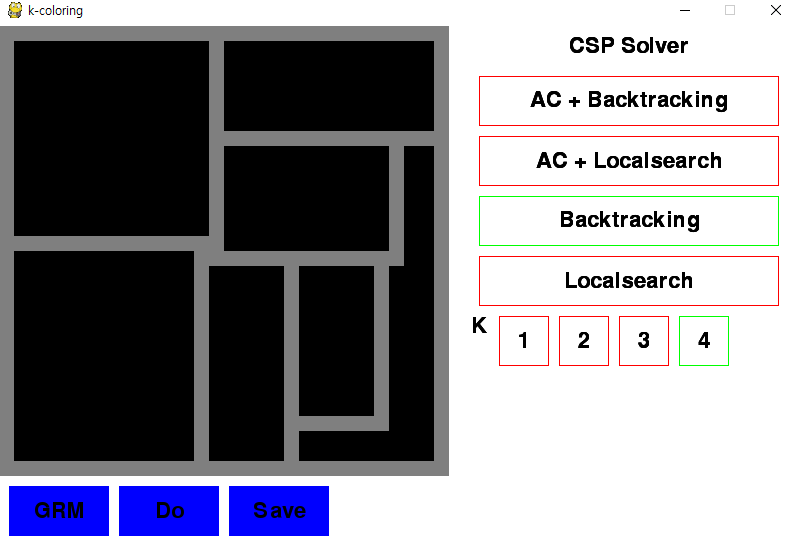 k-coloring
CSP Solver
AC + Backtracking
AC + Localsearch
Backtracking
Localsearch
K 1 2 3 4
GRM Do Save